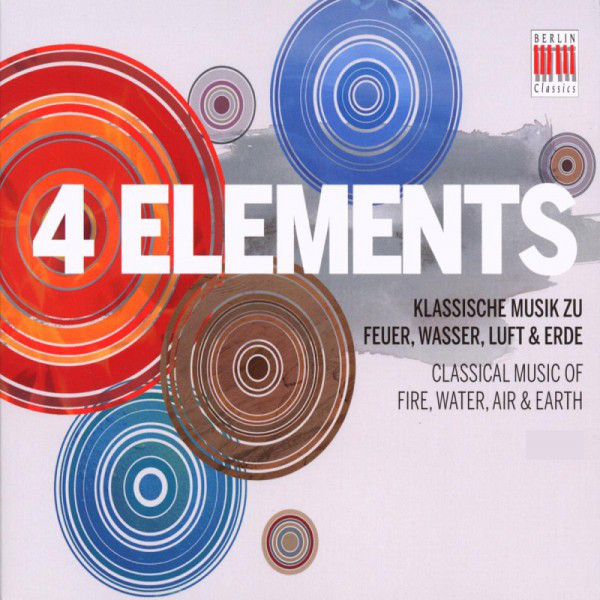 BERLIN
Classics
4 ELEMENTS
KLASSISCHE MUSIK ZU
FEUER, WASSER, LUFT & ERDE
CLASSICAL MUSIC OF
FIRE, WATER, AIR & EARTH